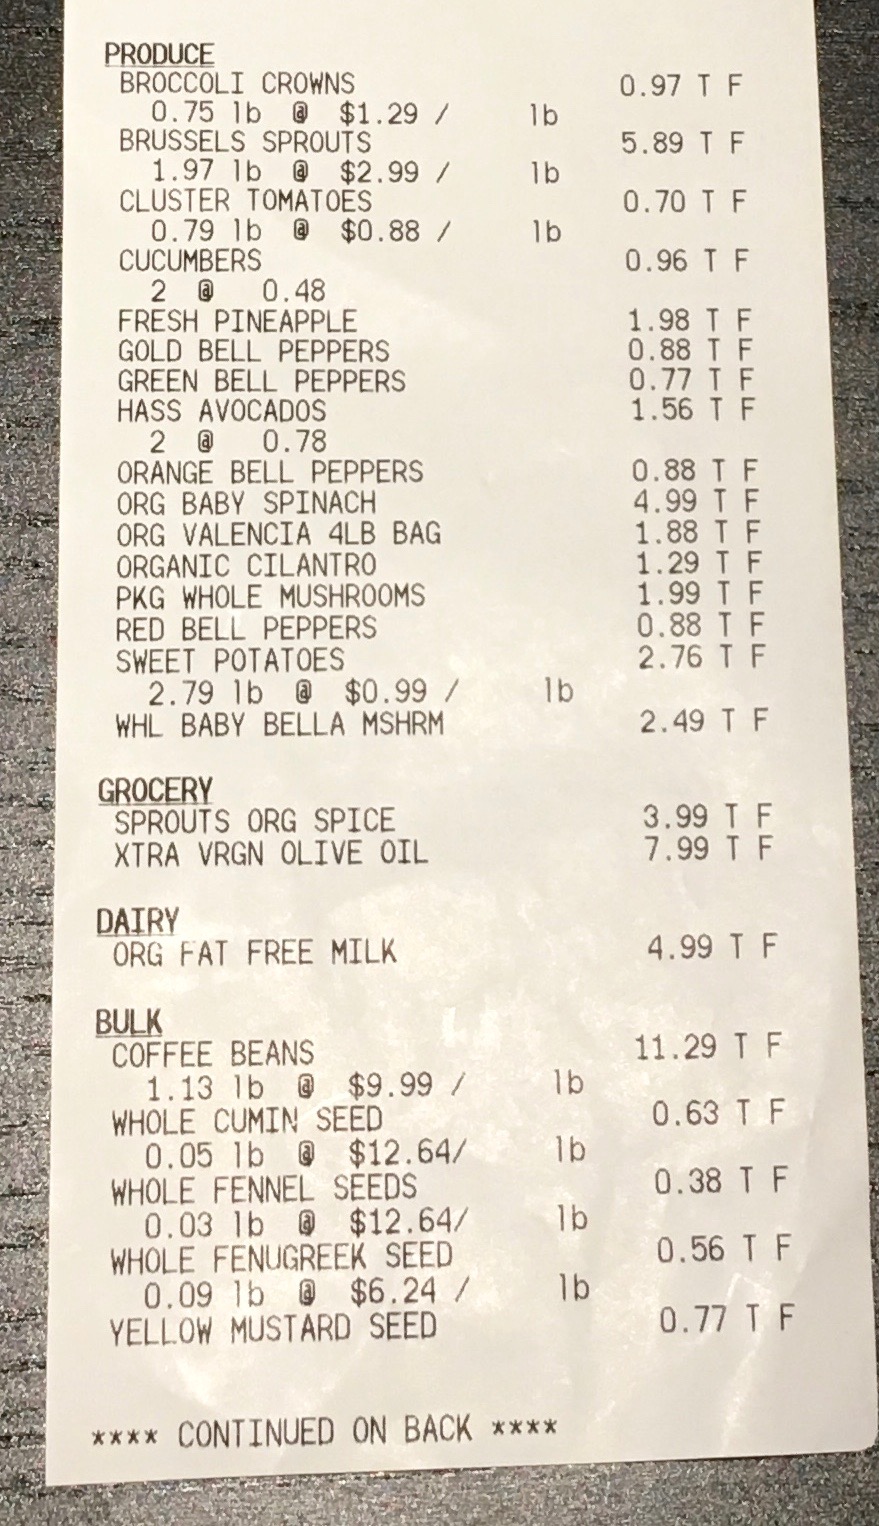 PRODUCE
BROCCOLI CROWNS 0.97 T F
0.75 lb @ $1.29 / lb
BRUSSELS SPROUTS 5.89 T F
1.97 lb @ $2.99 / lb
CLUSTER TOMATOES 0.70 T F
0.79 lb @ $0.88 / lb
CUCUMBERS 0.96 T F
2 @ 0.48
FRESH PINEAPPLE 1.98 T F
GOLD BELL PEPPERS 0.88 T F
GREEN BELL PEPPERS 0.77 T F
HASS AVOCADOS 1.56 T F
2 @ 0.78
ORANGE BELL PEPPERS 0.88 T F
ORG BABY SPINACH 4.99 T F
ORG VALENCIA 4LB BAG 1.88 T F
ORGANIC CILANTRO 1.29 T F
PKG WHOLE MUSHROOMS 1.99 T F
RED BELL PEPPERS 0.88 T F
SWEET POTATOES 2.76 T F
2.79 lb @ $0.99 / lb
WHL BABY BELLA MSHRM 2.49 T F
GROCERY
SPROUTS ORG SPICE 3.99 T F
XTRA VRGN OLIVE OIL 7.99 T F
DAIRY
ORG FAT FREE MILK 4.99 T F
BULK
COFFEE BEANS 11.29 T F
1.13 lb @ $9.99 / lb
WHOLE CUMIN SEED 0.63 T F
0.05 lb @ $12.64/ lb
WHOLE FENNEL SEEDS 0.38 T F
0.03 lb @ $12.64/ lb
WHOLE FENUGREEK SEED 0.56 T F
0.09 lb @ $6.24 / lb
YELLOW MUSTARD SEED 0.77 T F
**** CONTINUED ON BACK ****